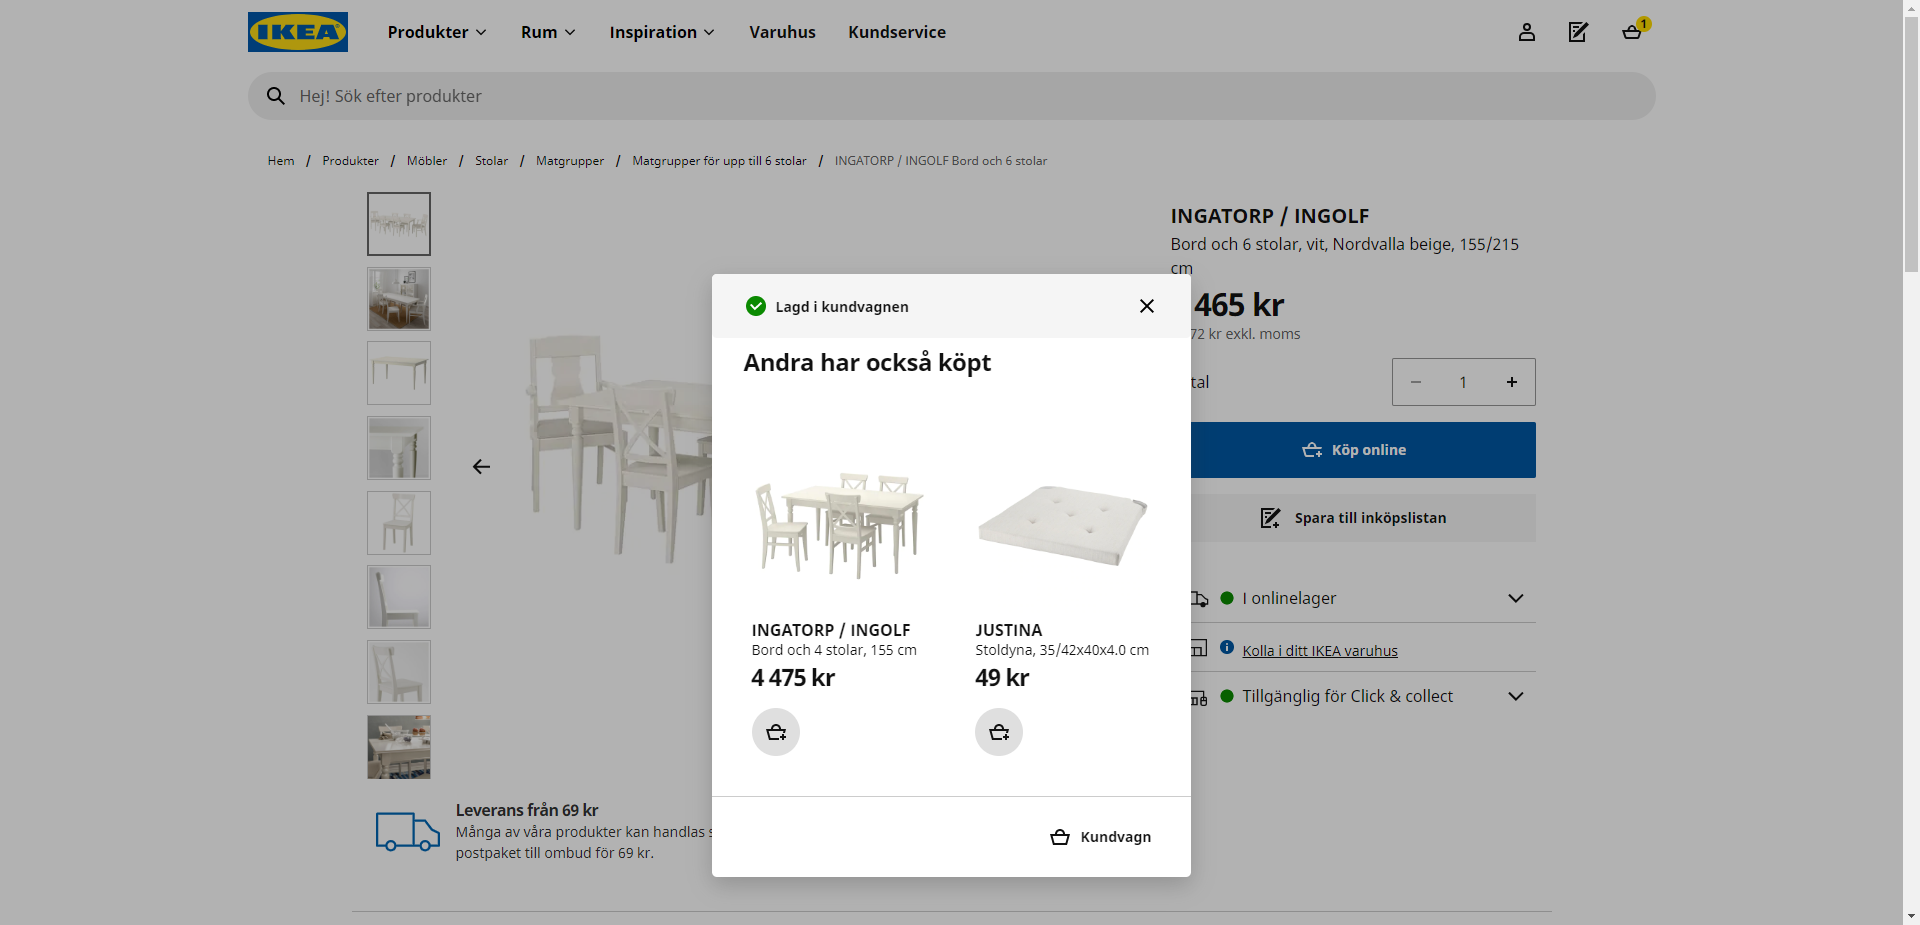 IKEA
Produkter
Rum
Inspiration
Varuhus
Kundservice
1
Hej! Sök efter produkter
Hem / Produkter / Möbler / Stolar / Matgrupper / Matgrupper för upp till 6 stolar / INGATORP / INGOLF Bord och 6 stolar
INGATORP / INGOLF
Bord och 6 stolar, vit, Nordvalla beige, 155/215
cm
465 kr
72 kr exkl. moms
tal
1
Köp online
Spara till inköpslistan
I onlinelager
Kolla i ditt IKEA varuhus
Tillgänglig för Click & collect
Lagd i kundvagnen
Andra har också köpt
INGATORP / INGOLF
Bord och 4 stolar, 155 cm
4 475 kr
JUSTINA
Stoldyna, 35/42x40x4.0 cm
49 kr
Kundvagn
Leverans från 69 kr
Många av våra produkter kan handlas s
postpaket till ombud för 69 kr.